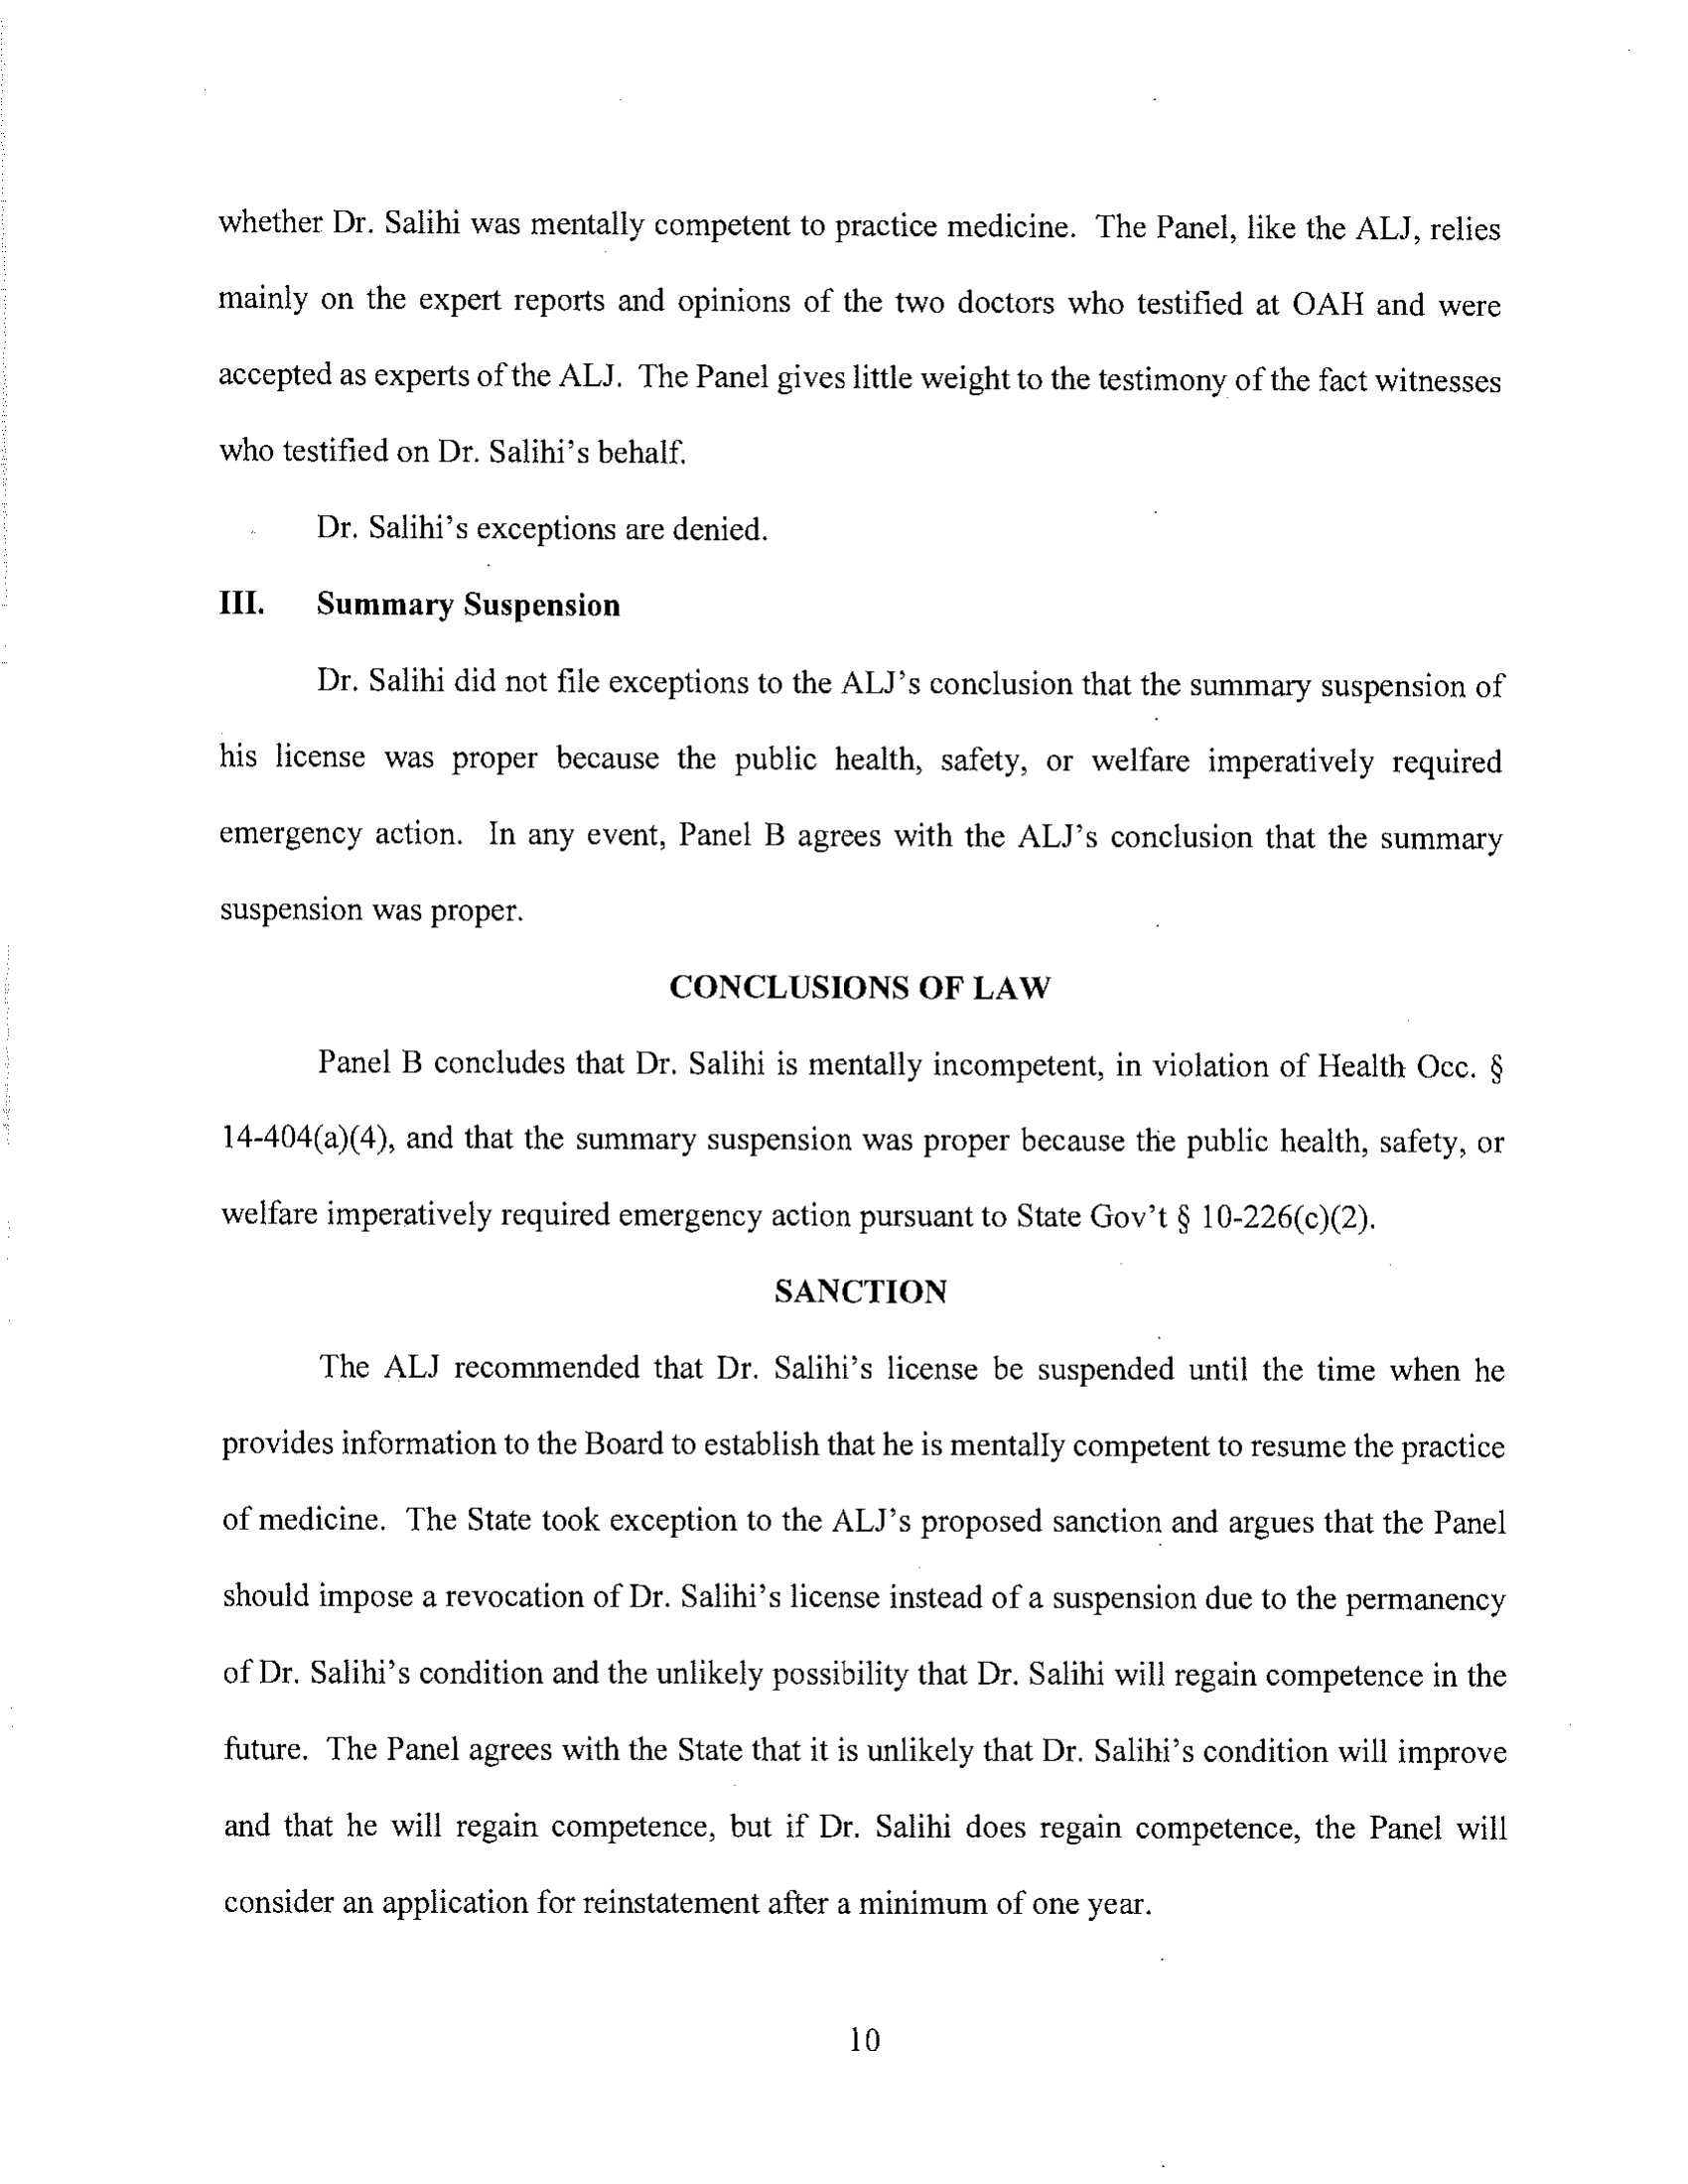 whether Dr. Salihi was mentally competent to practice medicine. The Panel, like the ALJ, relies
mainly on the expert reports and opinions of the two doctors who testified at OAH and were
accepted as experts of the ALJ. The Panel gives little weight to the testimony of the fact witnesses
who testified on Dr. Salihi's behalf.
Dr. Salihi's exceptions are denied.
III. Summary Suspension
Dr. Salihi did not file exceptions to the ALJ's conclusion that the summary suspension of
his license was proper because the public health, safety, or welfare imperatively required
emergency action. In any event, Panel B agrees with the ALJ's conclusion that the summary
suspension was proper.
CONCLUSIONS OF LAW
Panel B concludes that Dr. Salihi is mentally incompetent, in violation of Health Occ. §
14-404(a)(4), and that the summary suspension was proper because the public health, safety, or
welfare imperatively required emergency action pursuant to State Gov't § 10-226(c)(2).
SANCTION
The ALJ recommended that Dr. Salihi's license be suspended until the time when he
provides information to the Board to establish that he is mentally competent to resume the practice
of medicine. The State took exception to the ALJ's proposed sanction and argues that the Panel
should impose a revocation of Dr. Salihi's license instead of a suspension due to the permanency
of Dr. Salihi's condition and the unlikely possibility that Dr. Salihi will regain competence in the
future. The Panel agrees with the State that it is unlikely that Dr. Salihi's condition will improve
and that he will regain competence, but if Dr. Salihi does regain competence, the Panel will
consider an application for reinstatement after a minimum of one year.
10